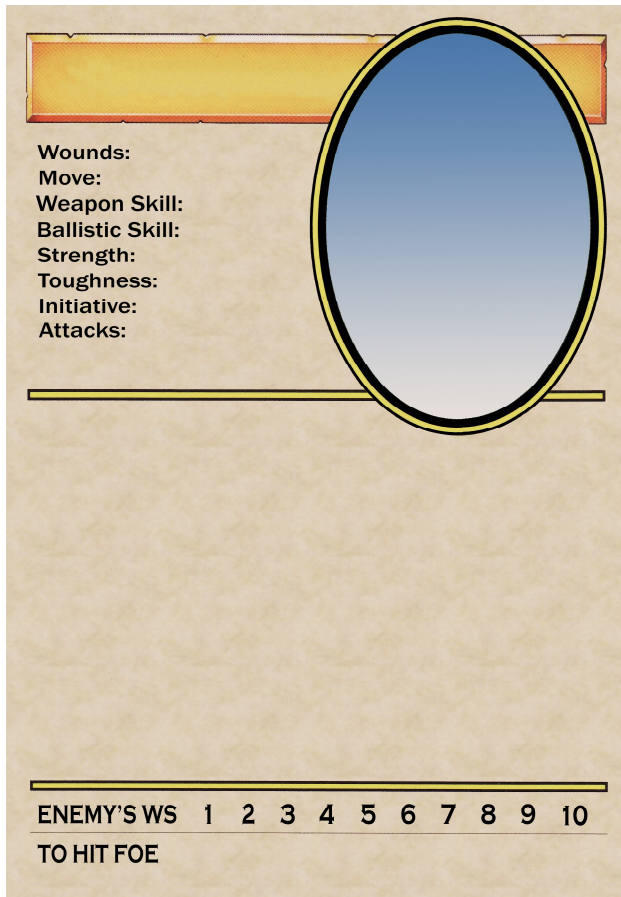 Wounds:
Move:
Weapon Skill:
Ballistic Skill:
Strength:
Toughness:
Initiative:
Attacks:
ENEMY'S WS 1 2 3 4 5 6 7 8 9 10
TO HIT FOE